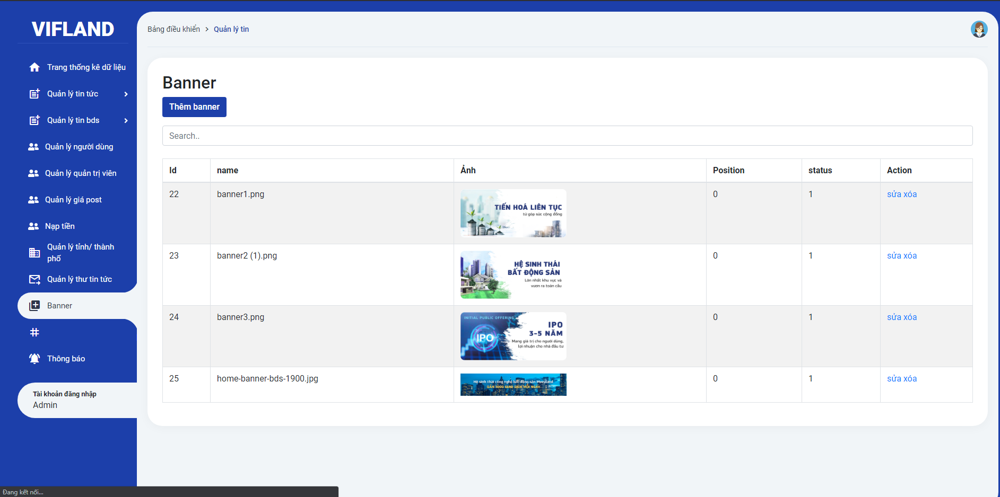 VIFLAND
Bảng điều khiển > Quản lý tin
Trang thống kê dữ liệu
Quản lý tin tức
Quản lý tin bds
Quản lý người dùng
Quản lý quản trị viên
Quản lý giá post
Nạp tiền
Quản lý tỉnh/ thành
phố
Quản lý thư tin tức
Banner
Thông báo
Tài khoản đăng nhập
Admin
Banner
Thêm banner
Search..
Id name Ảnh Position status Action
22 banner1.png 0 1 sửa xóa
TIẾN HOÁ LIÊN TỤC
từ góp sức cộng đồng
23 banner2 (1).png 0 1 sửa xóa
HỆ SINH THÁI
BẤT ĐỘNG SẢN
Lớn nhất khu vực và
vươn ra toàn cầu
24 banner3.png 0 1 sửa xóa
INITIAL PUBLIC OFFERING
IPO
IPO
3-5 NĂM
Mang giá trị cho người dùng,
lợi nhuận cho nhà đầu tư
25 home-banner-bds-1900.jpg 0 1 sửa xóa
Hệ sinh thái công nghệ bất động sản Meeyland
GẦN 3000 GIAO DỊCH MỖI NGÀY
Đang kết nối...